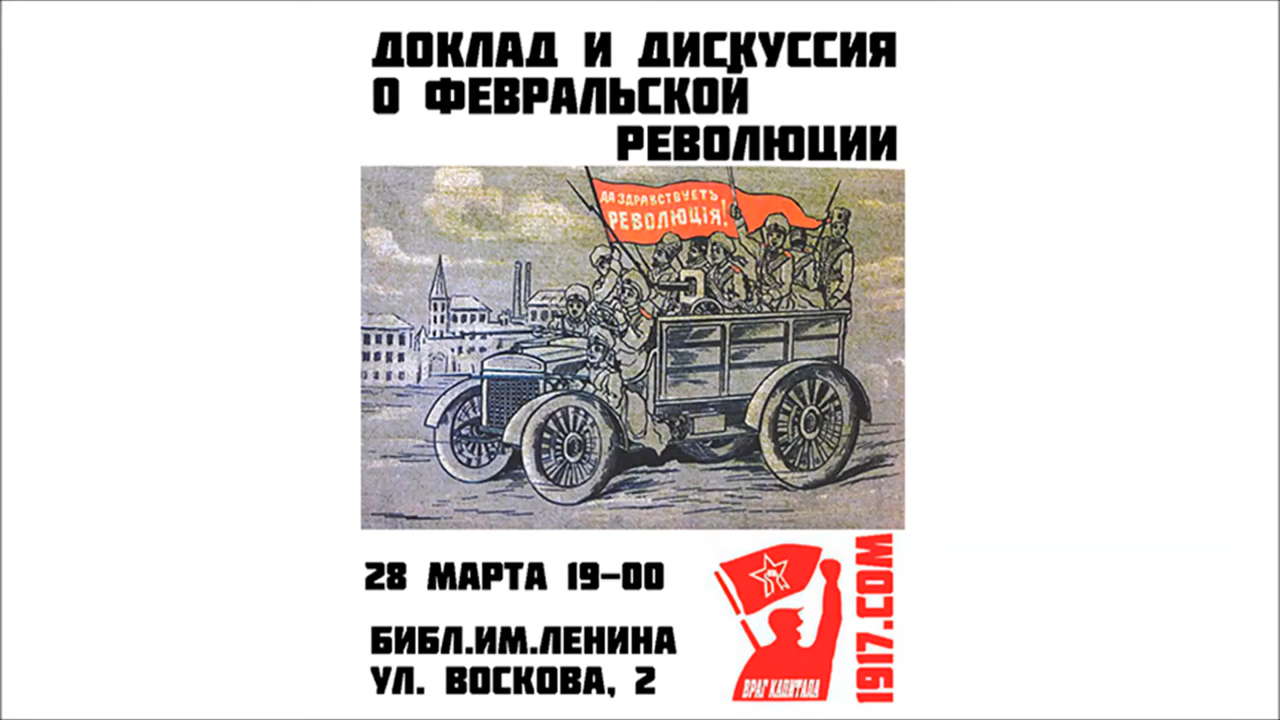 ДОКЛАД И ДИСКУССИЯ
О ФЕВРАЛЬСКОЙ
РЕВОЛЮЦИИ
ДА ЗДРАВСТВУЕТЪ
РЕВОЛЮЦІЯ!
28 МАРТА 19-00
БИБЛ.ИМ.ЛЕНИНА
УЛ. ВОСКОВА, 2
ВРАГ КАПИТАЛА
1917.COM